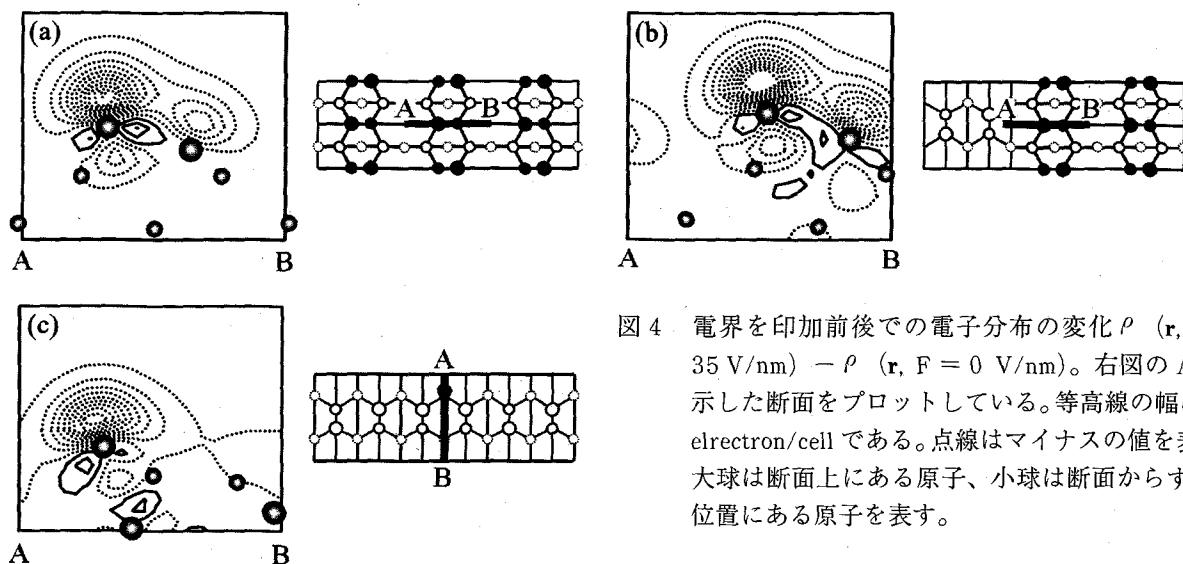 (a)
A B
A
B
(b)
A B
A
B
(c)
A
B
A
B
図4 電界を印加前後での電子分布の変化ρ (r,
35 V/nm) − ρ (r, F = 0 V/nm)。右図の A
示した断面をプロットしている。等高線の幅
elrectron/cell である。点線はマイナスの値を表
大球は断面上にある原子、小球は断面からす
位置にある原子を表す。